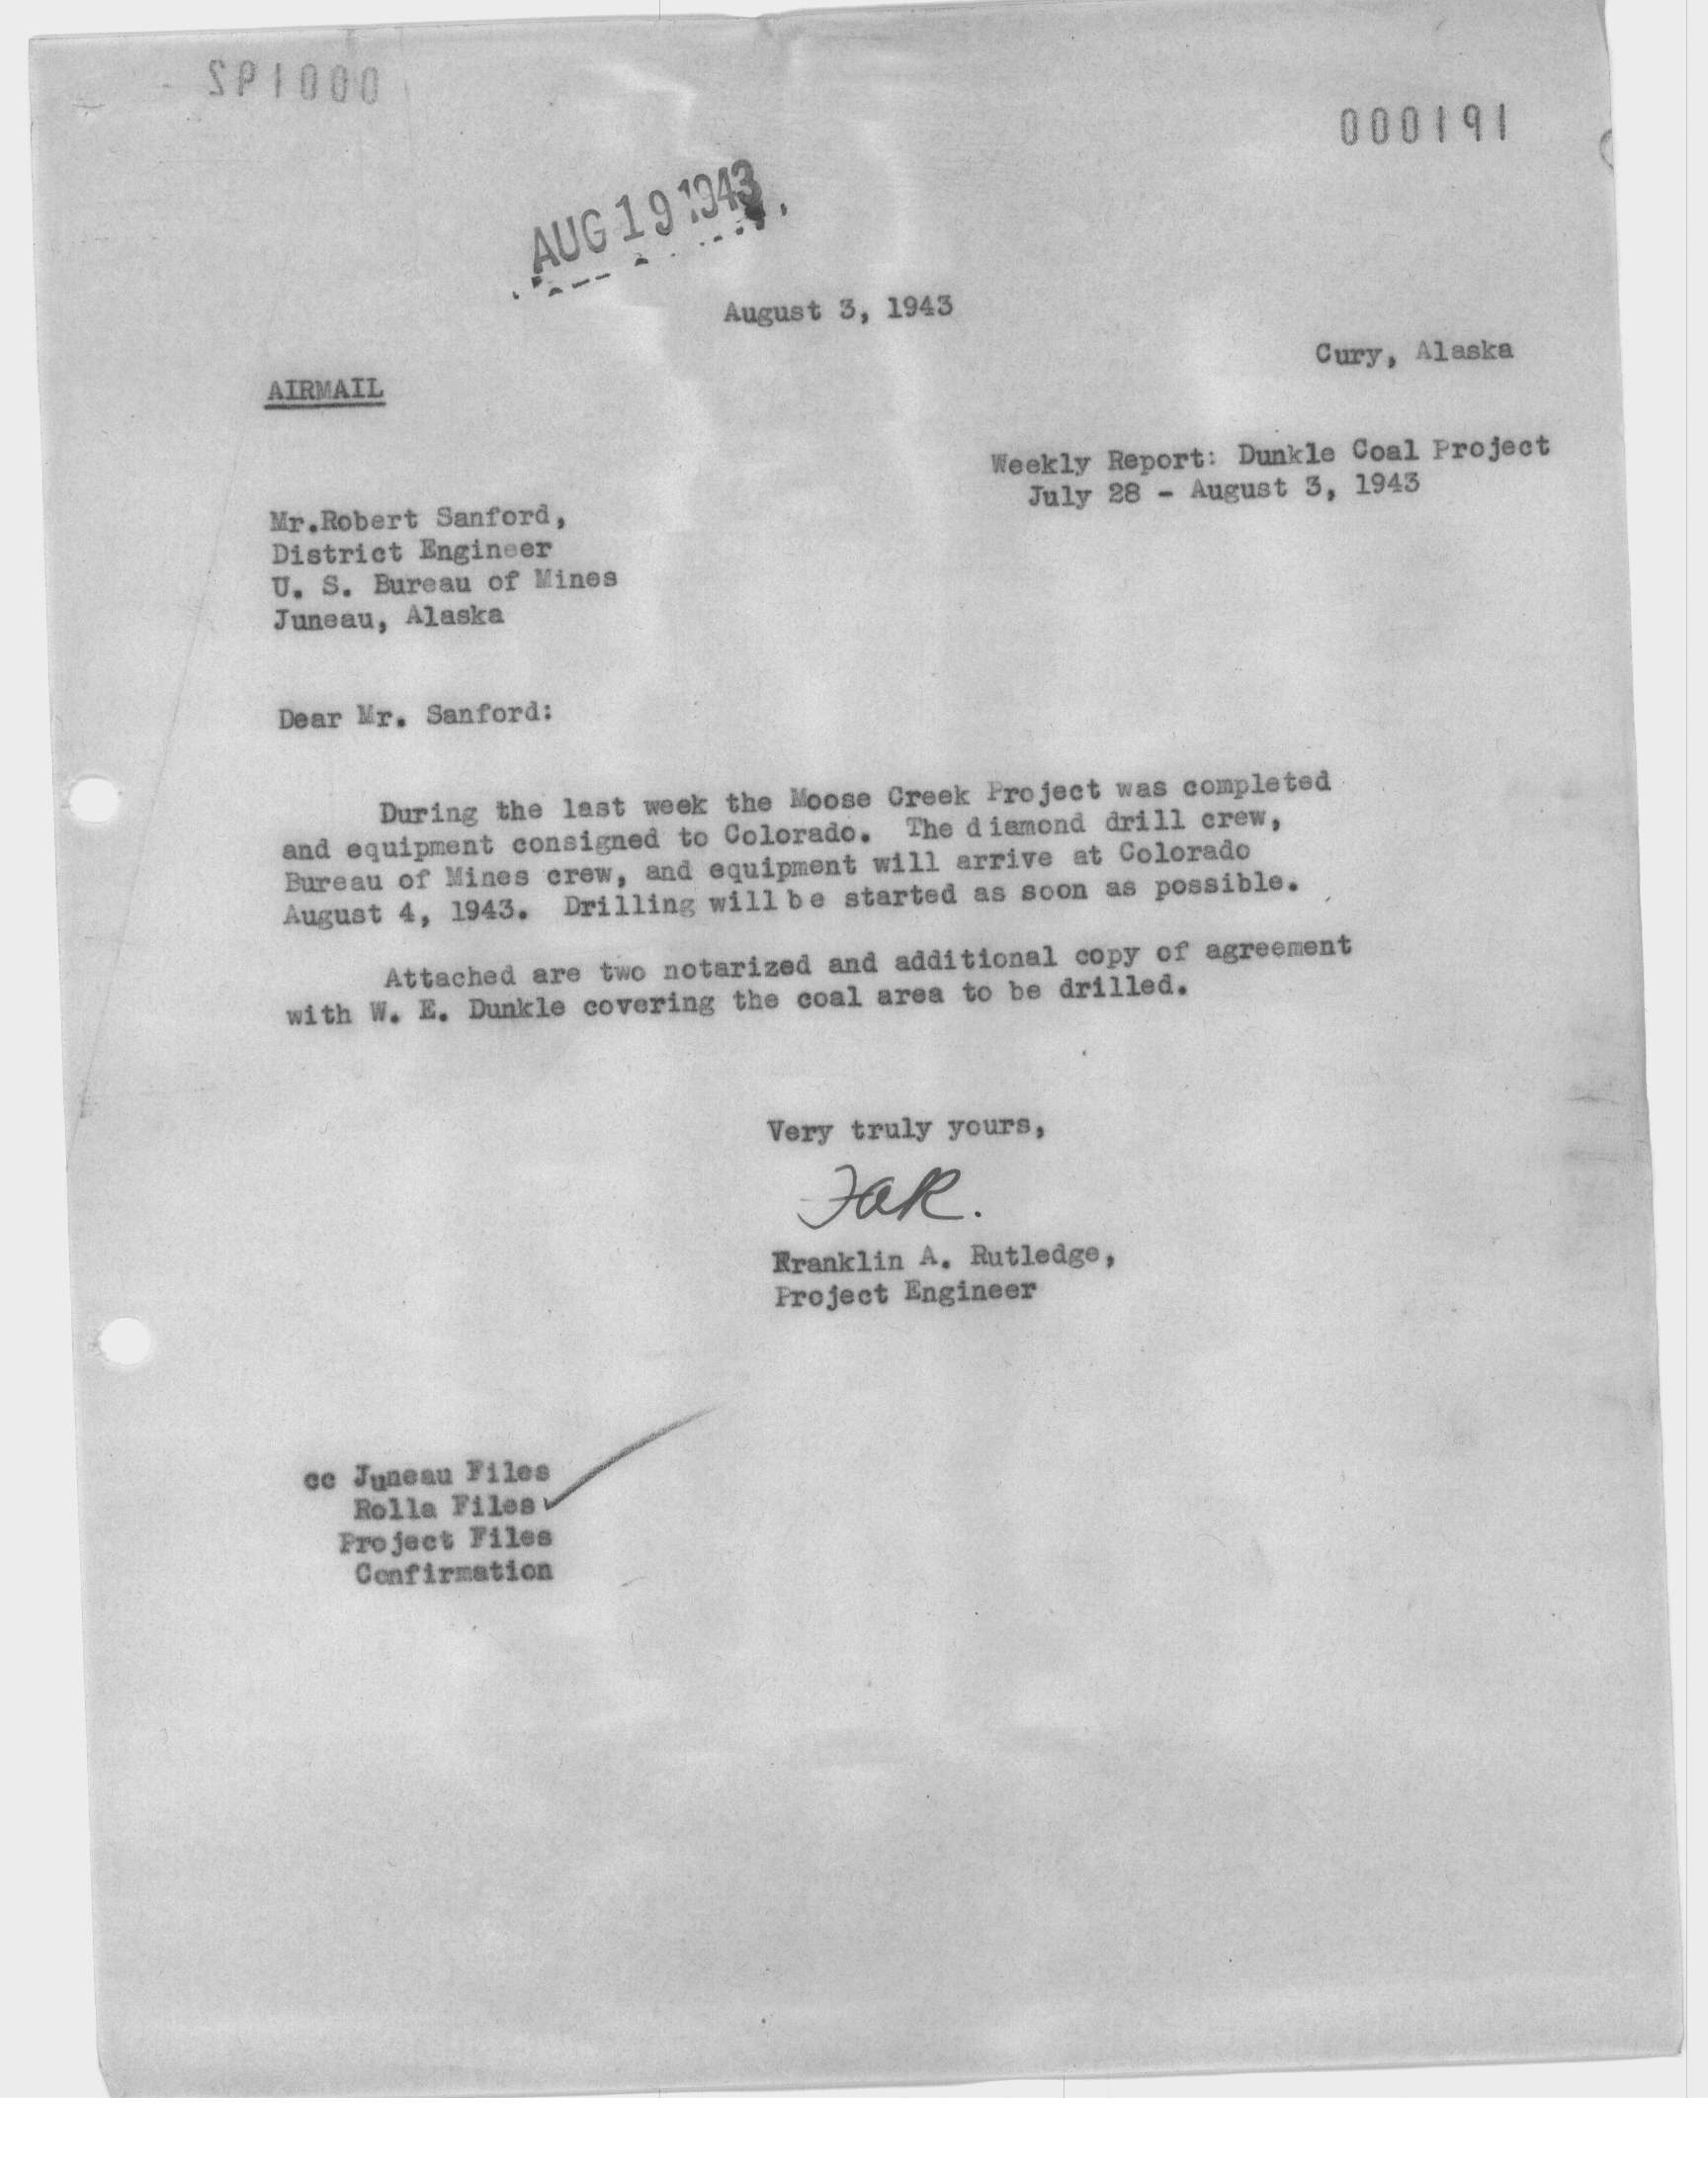 000192
000191
AUG 19 1943
August 3, 1943
Cury, Alaska
AIRMAIL
Weekly Report: Dunkle Coal Project
July 28 - August 3, 1943
Mr.Robert Sanford,
District Engineer
U. S. Bureau of Mines
Juneau, Alaska
Dear Mr. Sanford:
During the last week the Moose Creek Project was completed
and equipment consigned to Colorado. The diamond drill crew,
Bureau of Mines crew, and equipment will arrive at Colorado
August 4, 1943. Drilling will be started as soon as possible.
Attached are two notarized and additional copy of agreement
with W. E. Dunkle covering the coal area to be drilled.
Very truly yours,
FAR.
Franklin A. Rutledge,
Project Engineer
cc Juneau Files
Rolla Files
Project Files
Confirmation